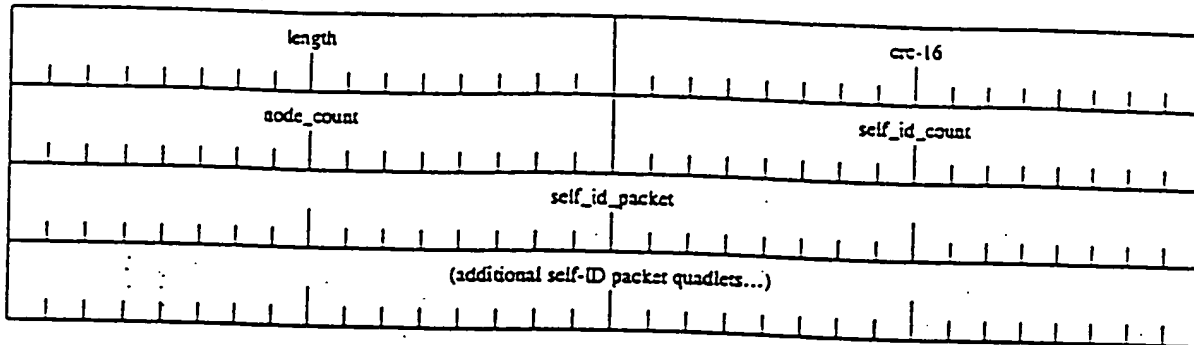 length
crc-16
node_count
self_id_count
self_id_packet
(additional self-ID packet quadlets...)